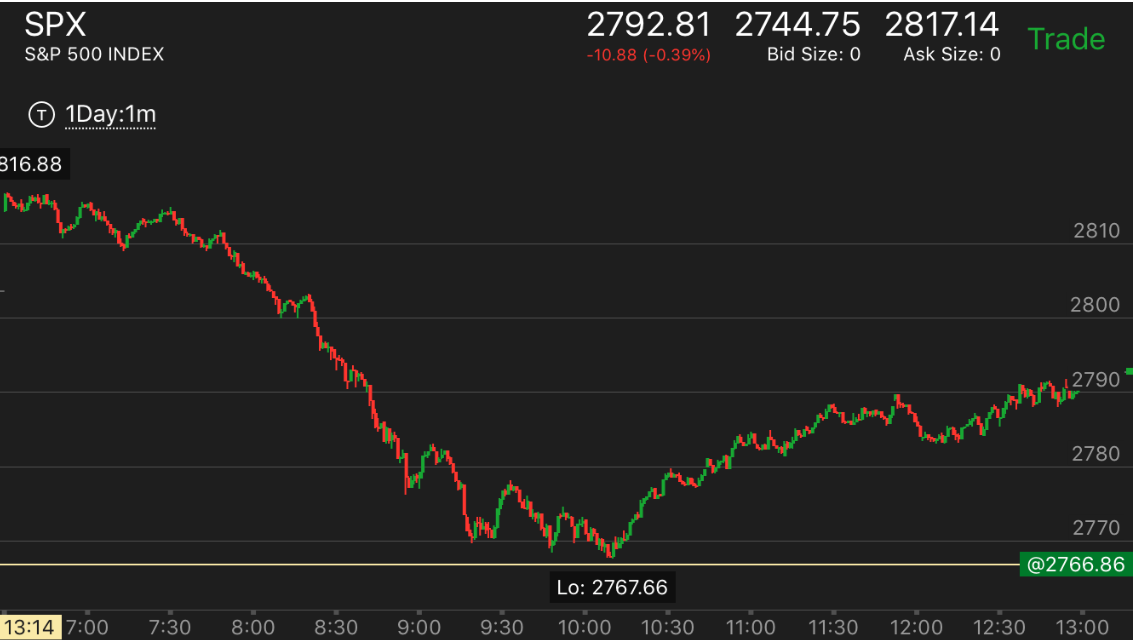 SPX
S&P 500 INDEX
2792.81 2744.75 2817.14 Trade
-10.88 (-0.39%) Bid Size: 0 Ask Size: 0
T 1Day:1m
816.88
2810
2800
2790
2780
2770
@2766.86
Lo: 2767.66
13:14 7:00 7:30 8:00 8:30 9:00 9:30 10:00 10:30 11:00 11:30 12:00 12:30 13:00